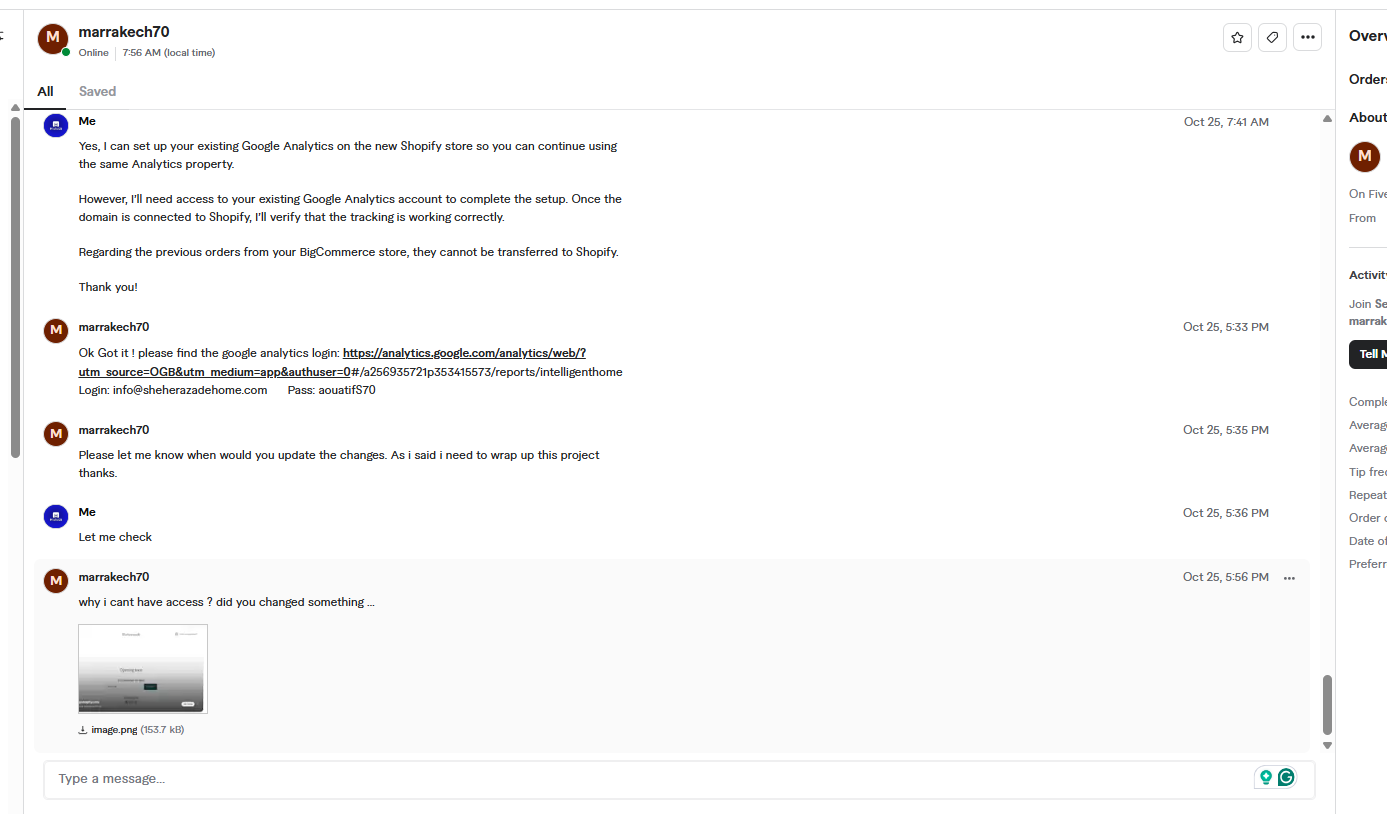 M
marrakech70
Online
7:56 AM (local time)
All
Saved
Me
Oct 25, 7:41 AM
Yes, I can set up your existing Google Analytics on the new Shopify store so you can continue using
the same Analytics property.
However, I'll need access to your existing Google Analytics account to complete the setup. Once the
domain is connected to Shopify, I'll verify that the tracking is working correctly.
Regarding the previous orders from your BigCommerce store, they cannot be transferred to Shopify.
Thank you!
M
marrakech70
Oct 25, 5:33 PM
Ok Got it ! please find the google analytics login: https://analytics.google.com/analytics/web/?
utm_source=OGB&utm_medium=app&authuser=0#/a256935721p353415573/reports/intelligenthome
Login: info@sheherazadehome.com Pass: aouatifS70
M
marrakech70
Oct 25, 5:35 PM
Please let me know when would you update the changes. As i said i need to wrap up this project
thanks.
Me
Oct 25, 5:36 PM
Let me check
M
marrakech70
Oct 25, 5:56 PM
why i cant have access ? did you changed something ...
Opening soon
image.png (153.7 kB)
Type a message...
Overv
Orders
About
M
On Five
From
Activity
Join Se
marrak
Tell M
Comple
Average
Average
Tip fre
Repeat
Order
Date of
Preferr